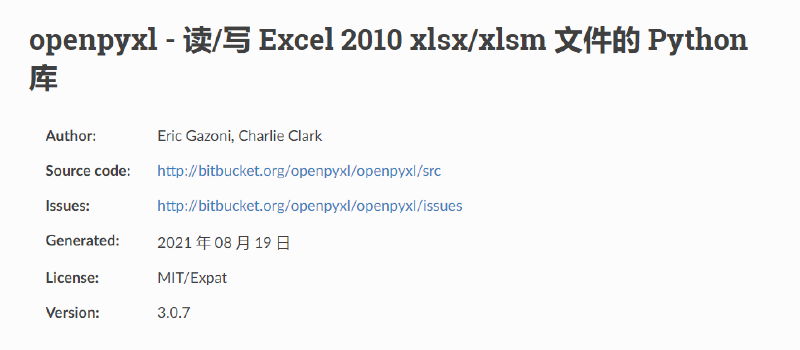 openpyxl - 读/写 Excel 2010 xlsx/xlsm 文件的 Python
库
Author: Eric Gazoni, Charlie Clark
Source code: http://bitbucket.org/openpyxl/openpyxl/src
Issues: http://bitbucket.org/openpyxl/openpyxl/issues
Generated: 2021 年 08 月 19 日
License: MIT/Expat
Version: 3.0.7